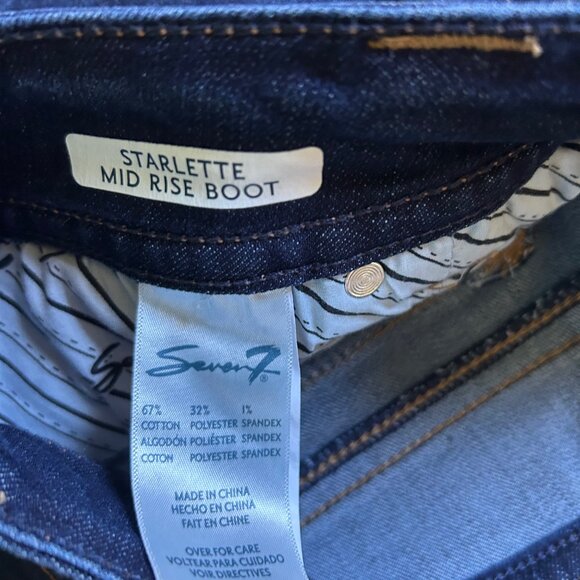 STARLETTE
MID RISE BOOT
Seven7®
67% 32% 1%
COTTON POLYESTER SPANDEX
ALGODÓN POLIÉSTER SPANDEX
COTON POLYESTER SPANDEX
MADE IN CHINA
HECHO EN CHINA
FAIT EN CHINE
OVER FOR CARE
VOLTEAR PARA CUIDADO
VOIR DIRECTIVES